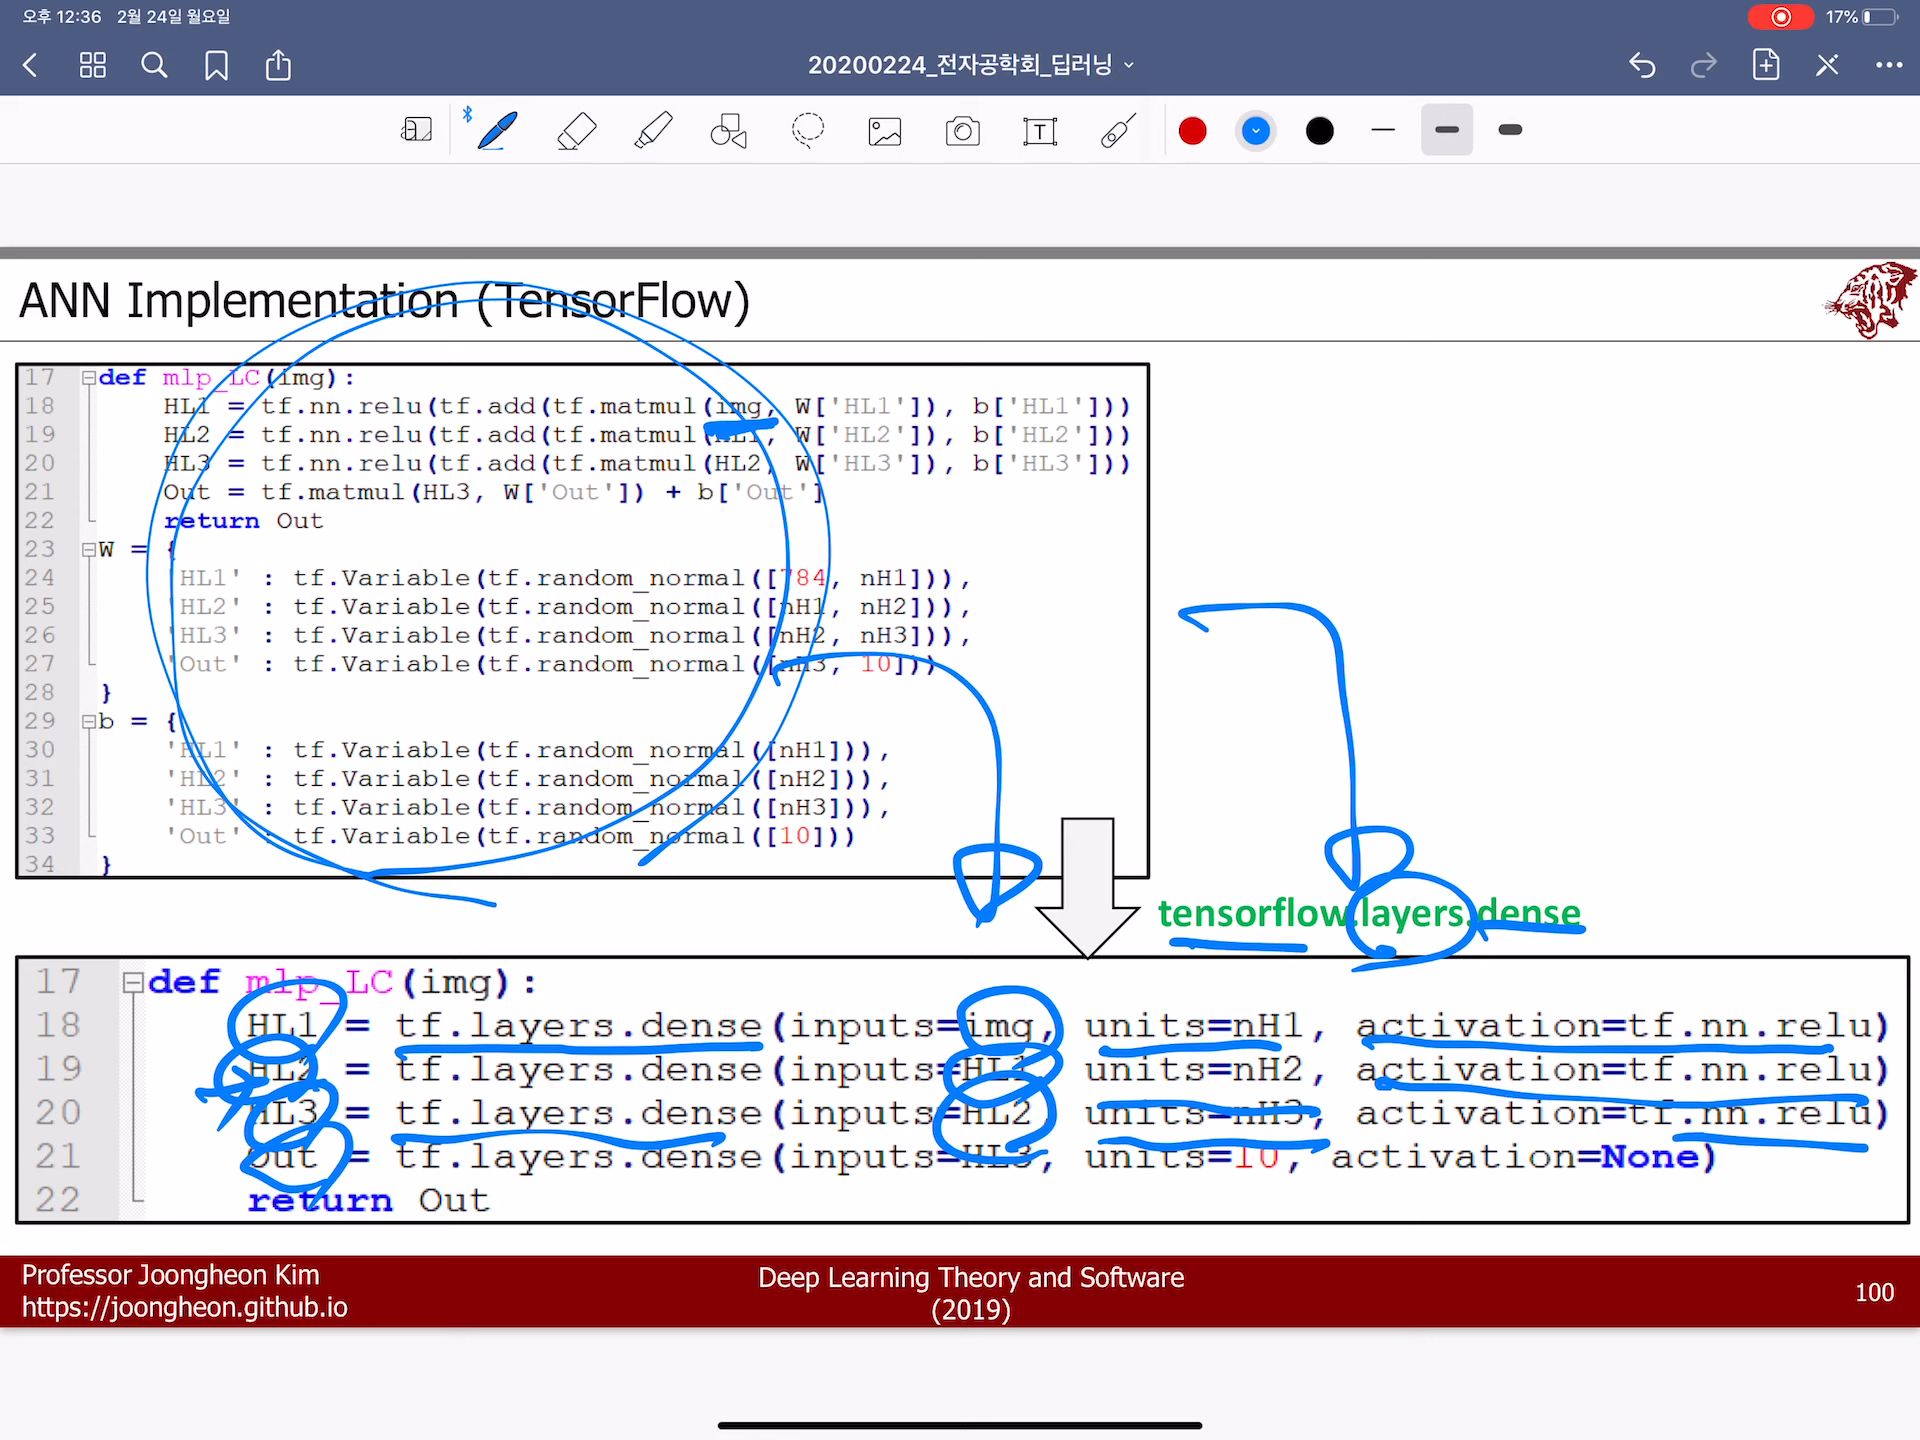 오후 12:36 2월 24일 월요일
17%
20200224_전자공학회_딥러닝
ANN Implementation (TensorFlow)
17 def mlp_LC(img):
18 HL1 = tf.nn.relu(tf.add(tf.matmul(img, W['HL1']), b['HL1']))
19 HL2 = tf.nn.relu(tf.add(tf.matmul(HL1, W['HL2']), b['HL2']))
20 HL3 = tf.nn.relu(tf.add(tf.matmul(HL2, W['HL3']), b['HL3']))
21 Out = tf.matmul(HL3, W['Out']) + b['Out']
22 return Out
23 W = {
24 'HL1' : tf.Variable(tf.random_normal([784, nH1])),
25 'HL2' : tf.Variable(tf.random_normal([nH1, nH2])),
26 'HL3' : tf.Variable(tf.random_normal([nH2, nH3])),
27 'Out' : tf.Variable(tf.random_normal([nH3, 10]))
28 }
29 b = {
30 'HL1' : tf.Variable(tf.random_normal([nH1])),
31 'HL2' : tf.Variable(tf.random_normal([nH2])),
32 'HL3' : tf.Variable(tf.random_normal([nH3])),
33 'Out' : tf.Variable(tf.random_normal([10]))
34 }
tensorflow.layers.dense
17 def mlp_LC(img):
18 HL1 = tf.layers.dense(inputs=img, units=nH1, activation=tf.nn.relu)
19 HL2 = tf.layers.dense(inputs=HL1, units=nH2, activation=tf.nn.relu)
20 HL3 = tf.layers.dense(inputs=HL2, units=nH3, activation=tf.nn.relu)
21 Out = tf.layers.dense(inputs=HL3, units=10, activation=None)
22 return Out
Professor Joongheon Kim
https://joongheon.github.io
Deep Learning Theory and Software
(2019)
100